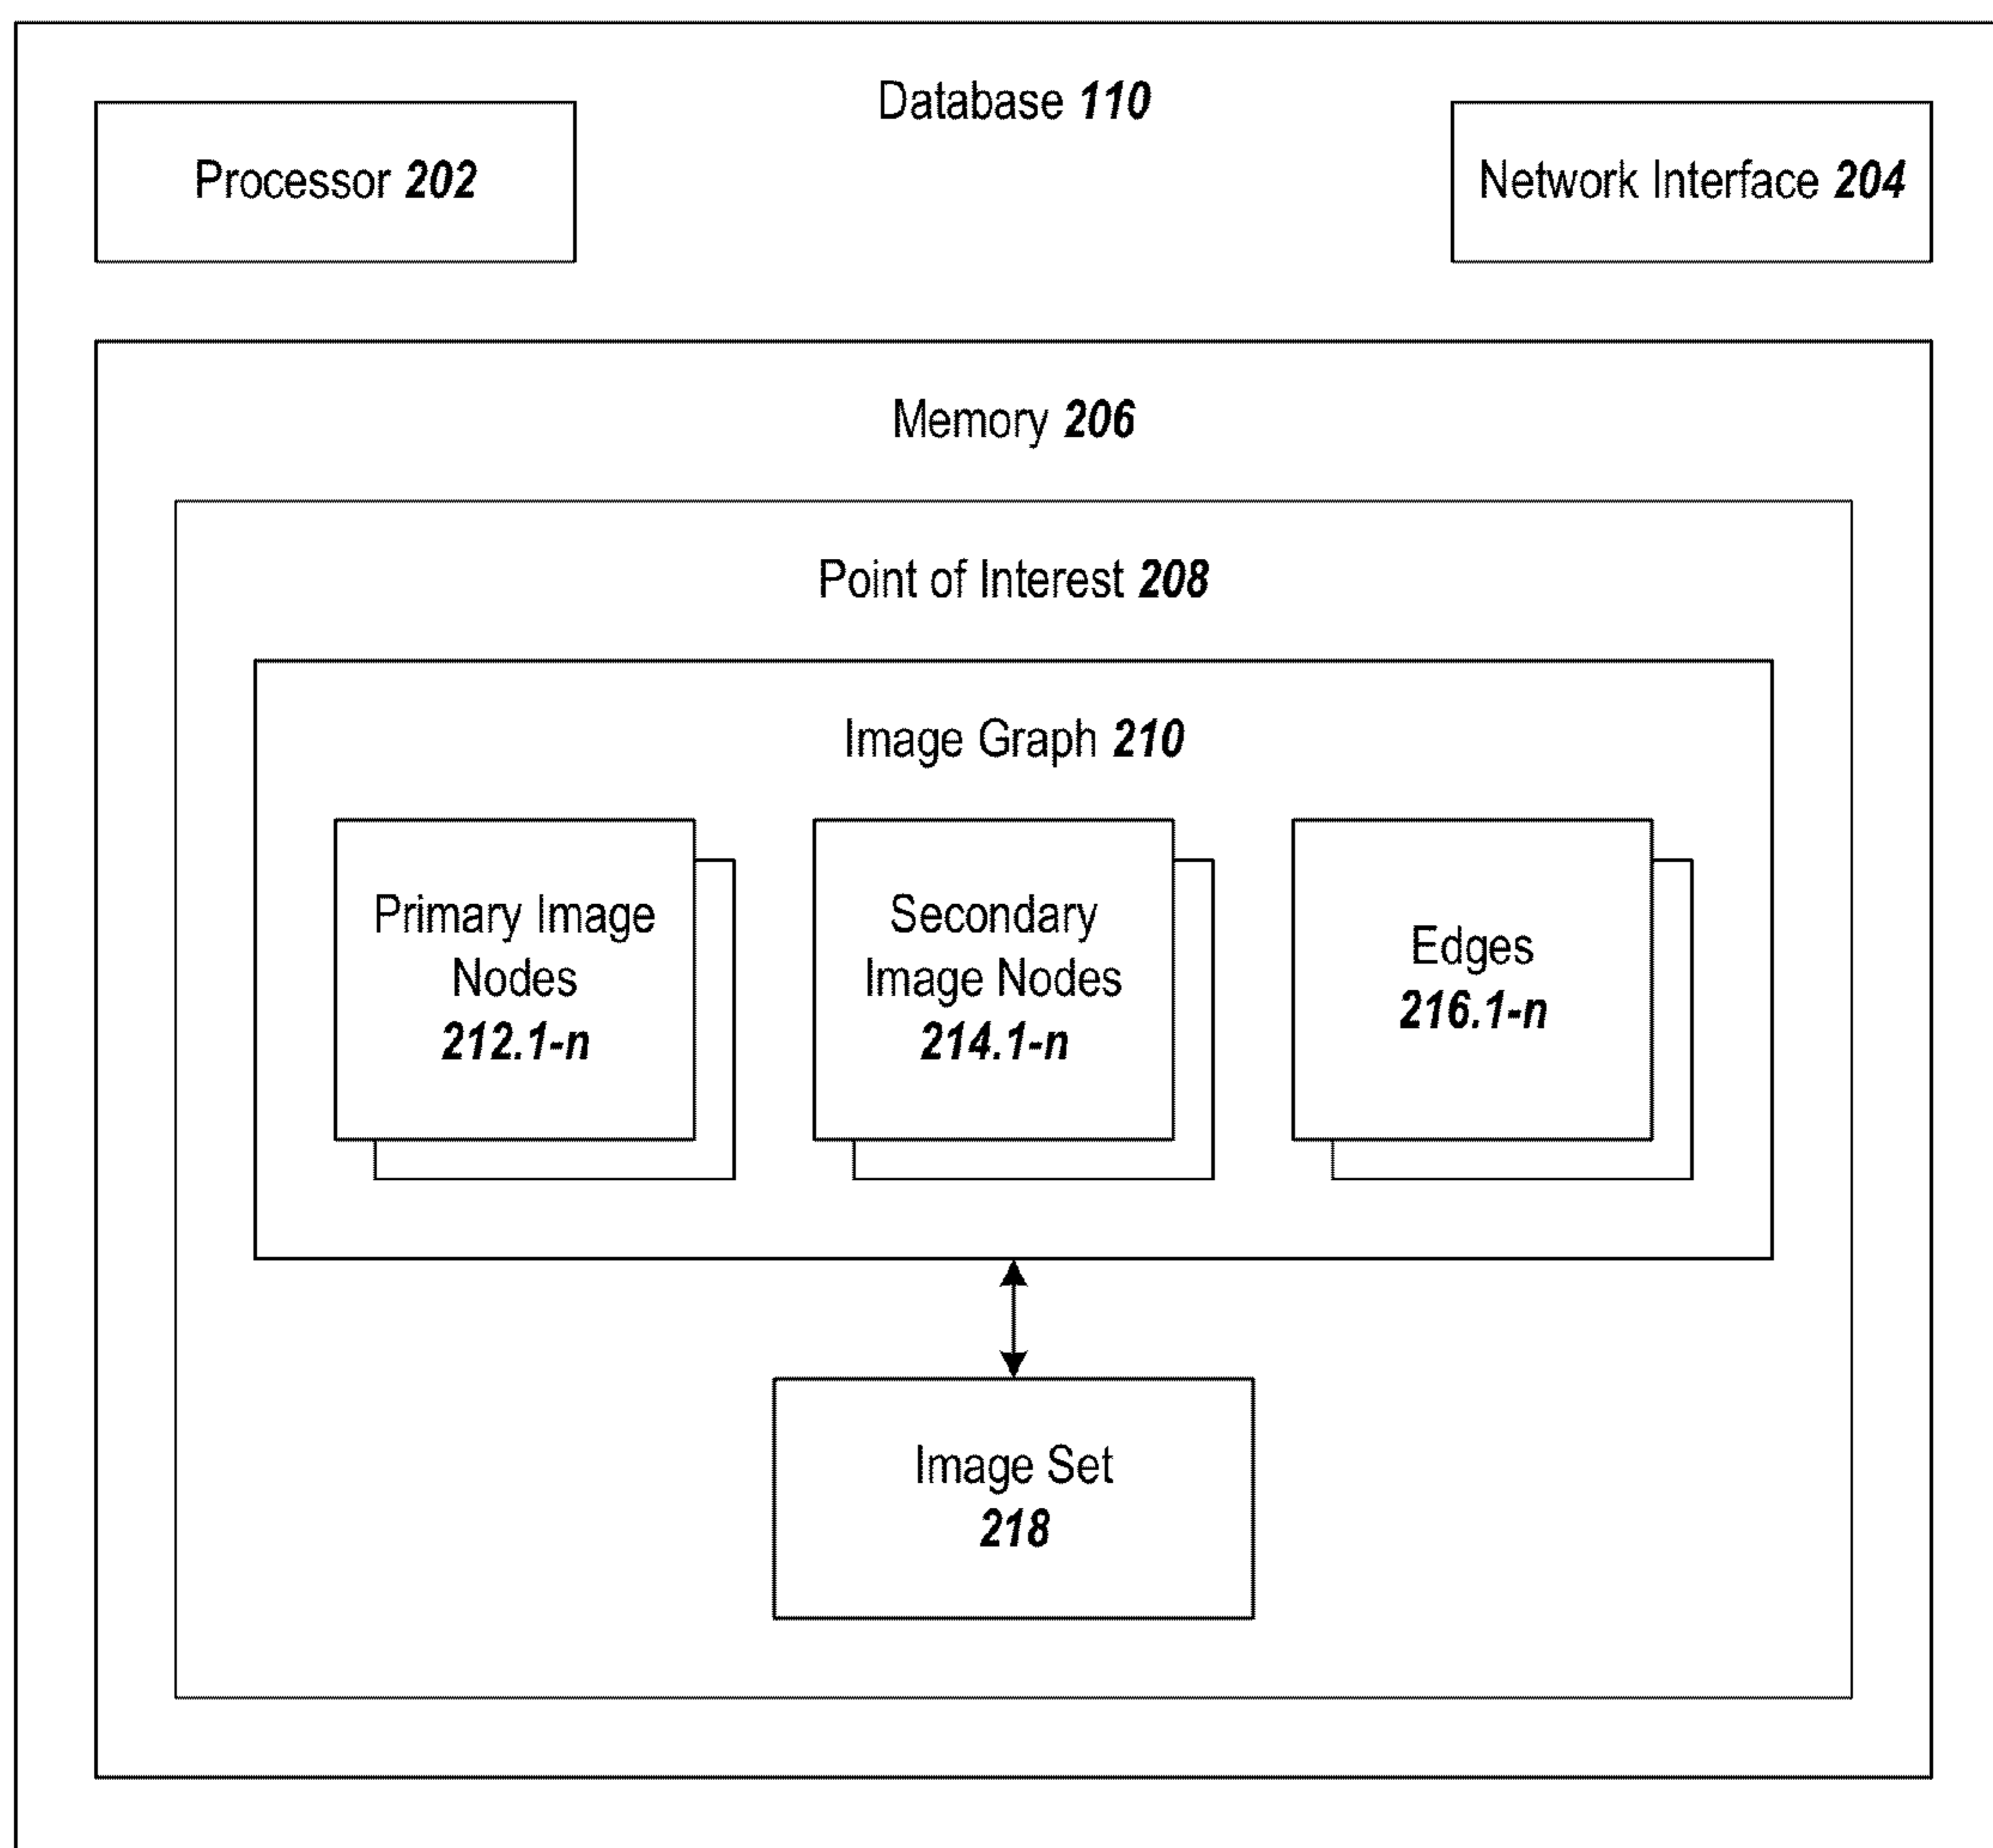 Database 110
Processor 202
Network Interface 204
Memory 206
Point of Interest 208
Image Graph 210
Primary Image
Nodes
212.1-n
Secondary
Image Nodes
214.1-n
Edges
216.1-n
Image Set
218